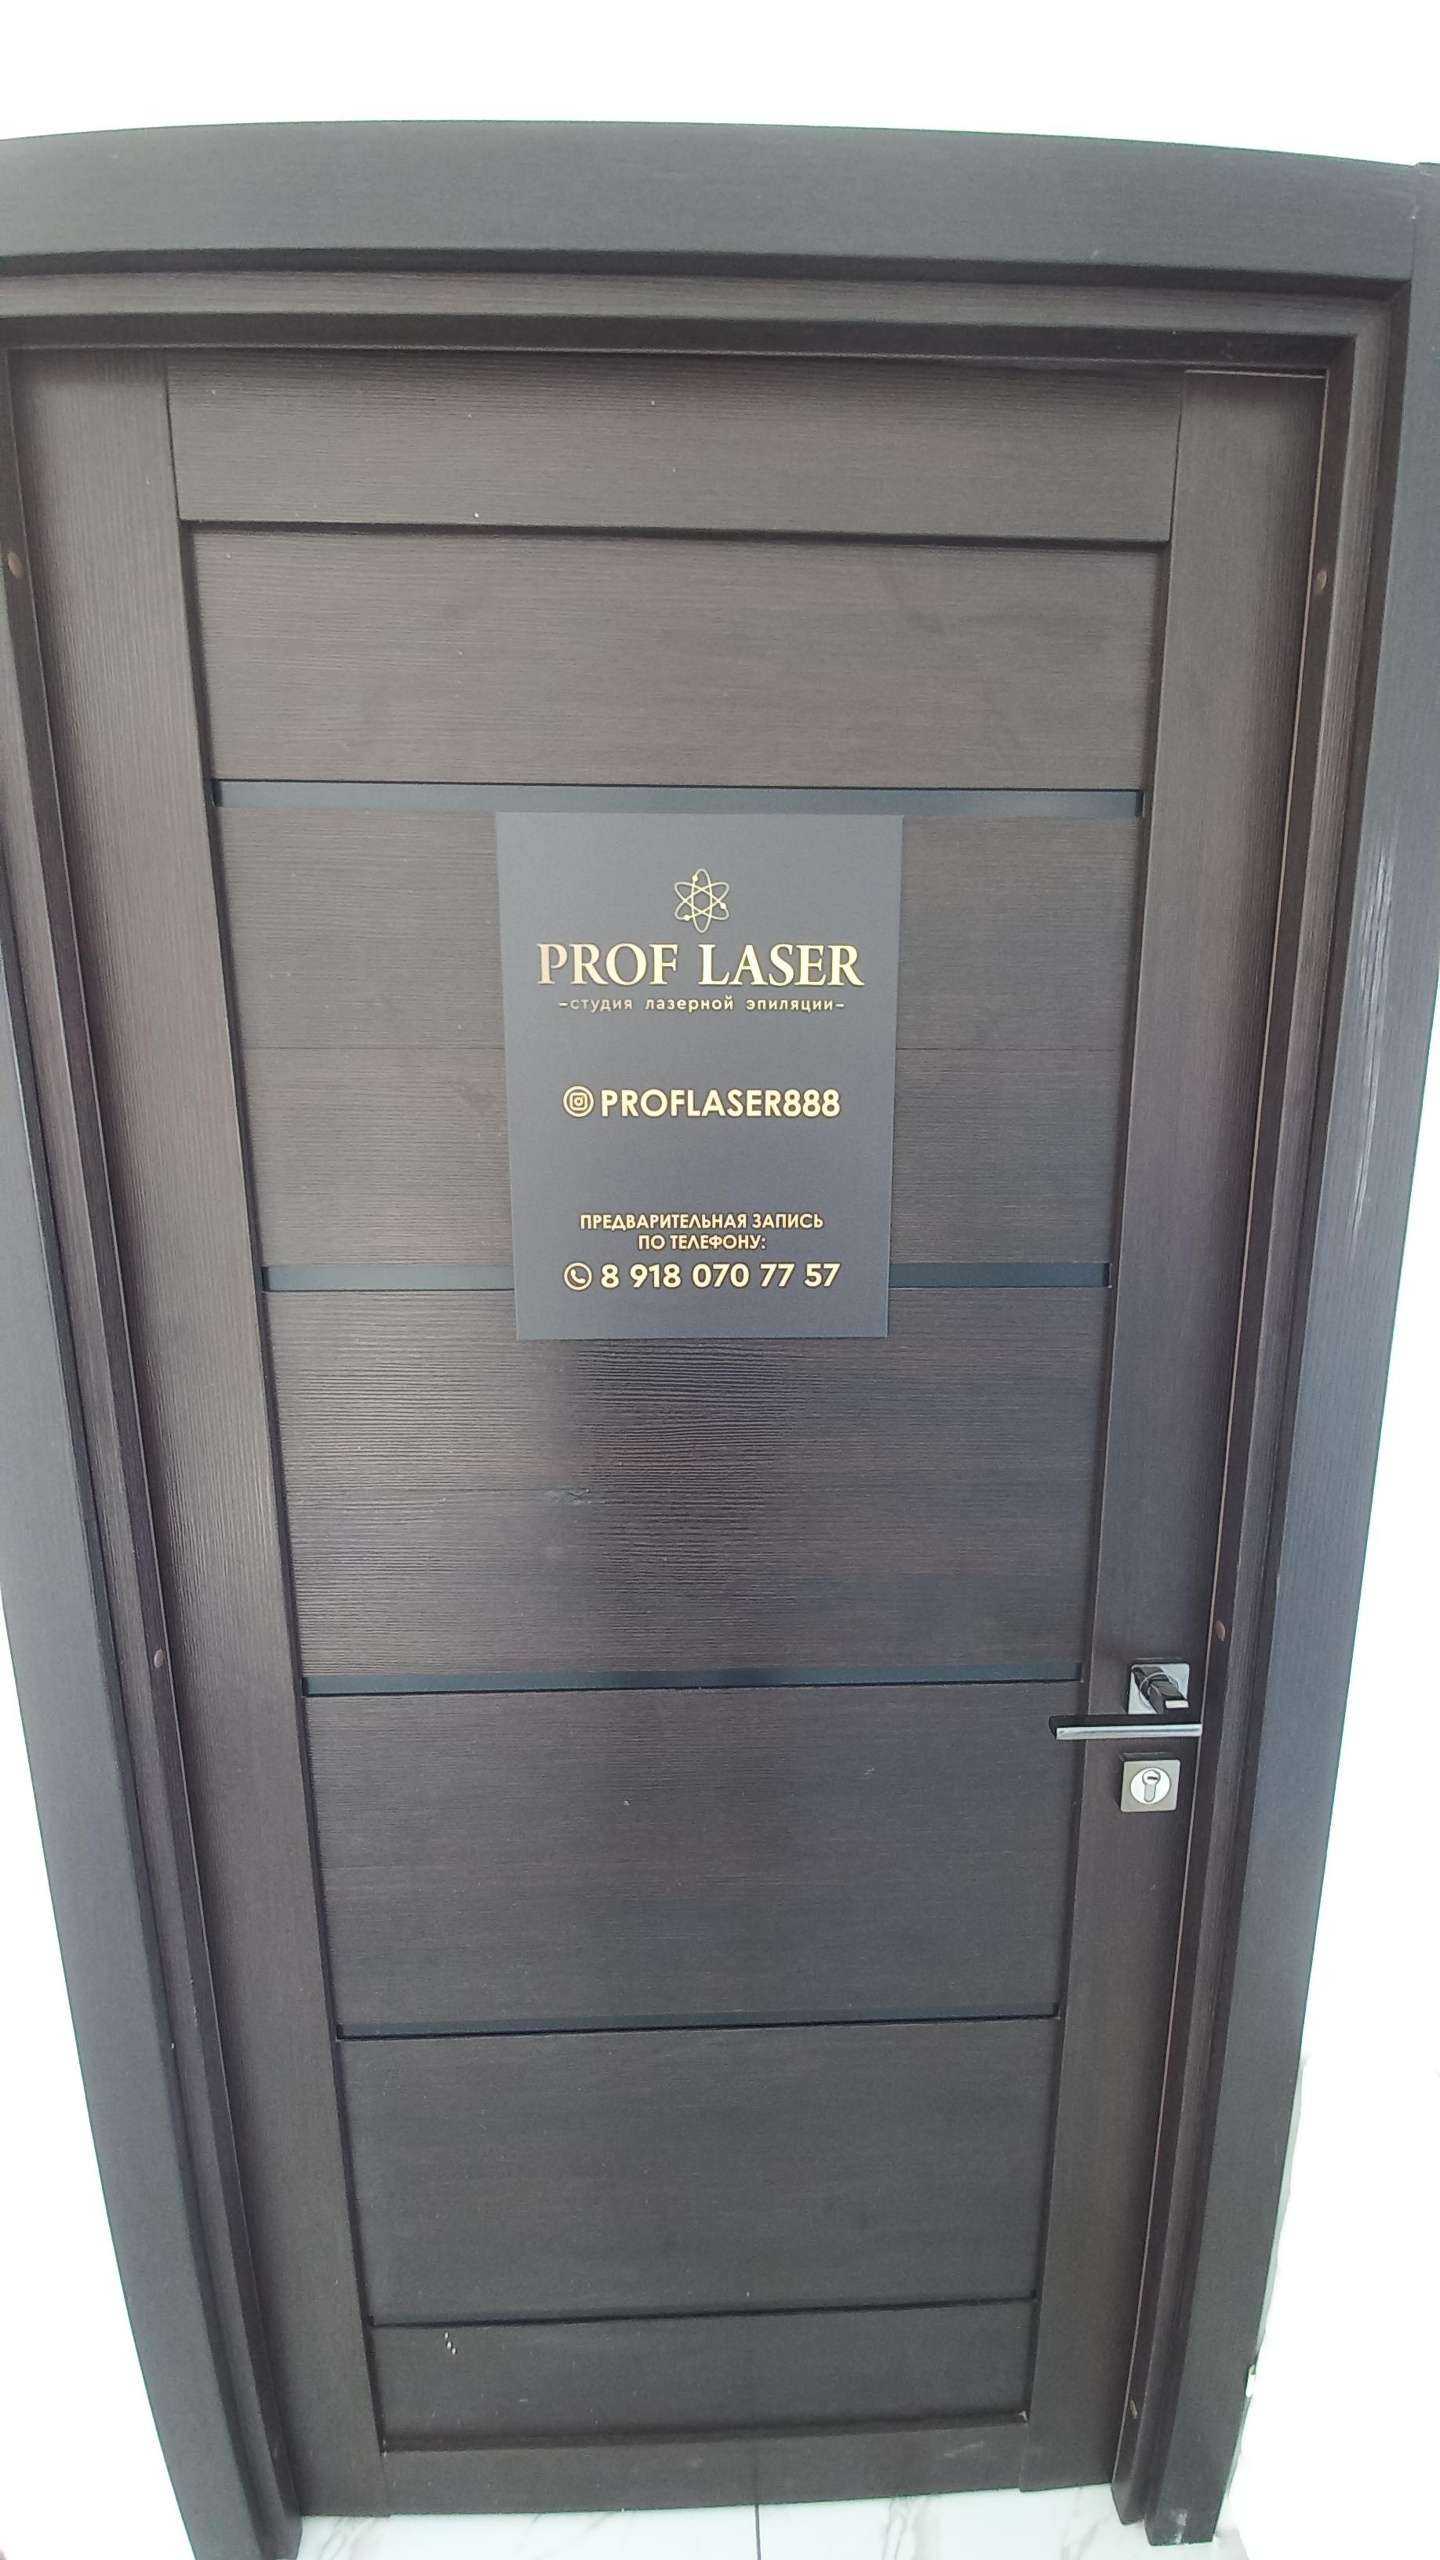 PROF LASER
-студия лазерной эпиляции-
PROFLASER888
ПРЕДВАРИТЕЛЬНАЯ ЗАПИСЬ
ПО ТЕЛЕФОНУ:
8 918 070 77 57